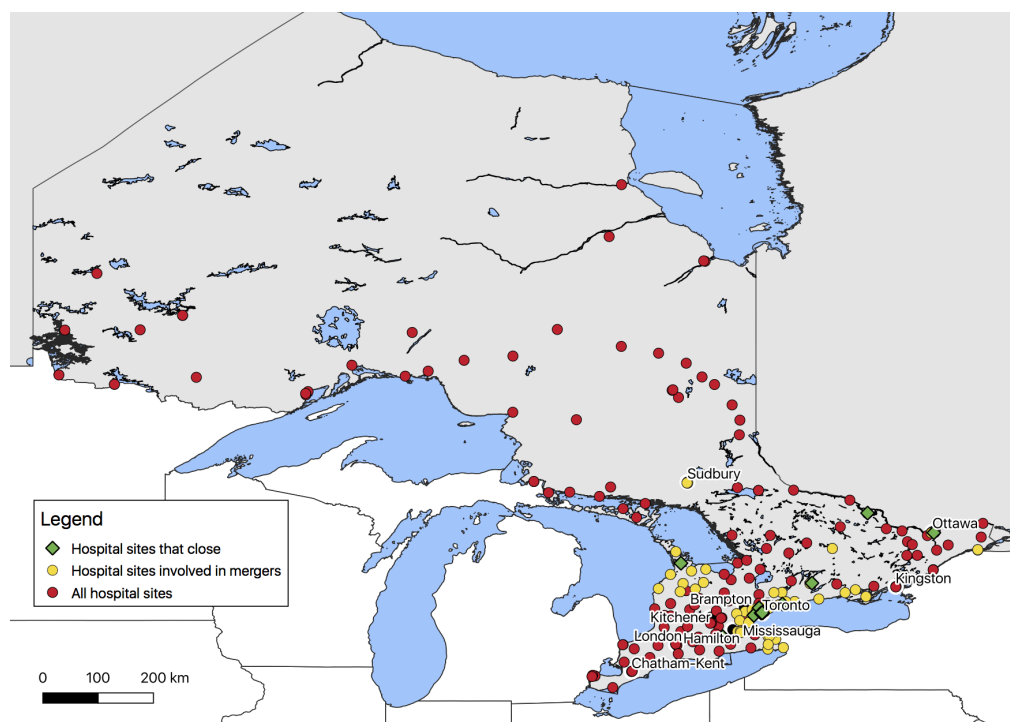 Sudbury
Ottawa
Kingston
Brampton
Toronto
Kitchener
Mississauga
London
Hamilton
Chatham-Kent
Legend
Hospital sites that close
Hospital sites involved in mergers
All hospital sites
0 100 200 km